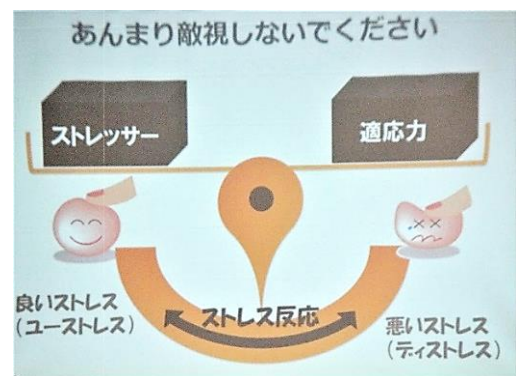 あんまり敵視しないでください
ストレッサー
適応力
良いストレス
(ユーストレス)
ストレス反応
悪いストレス
(ディストレス)